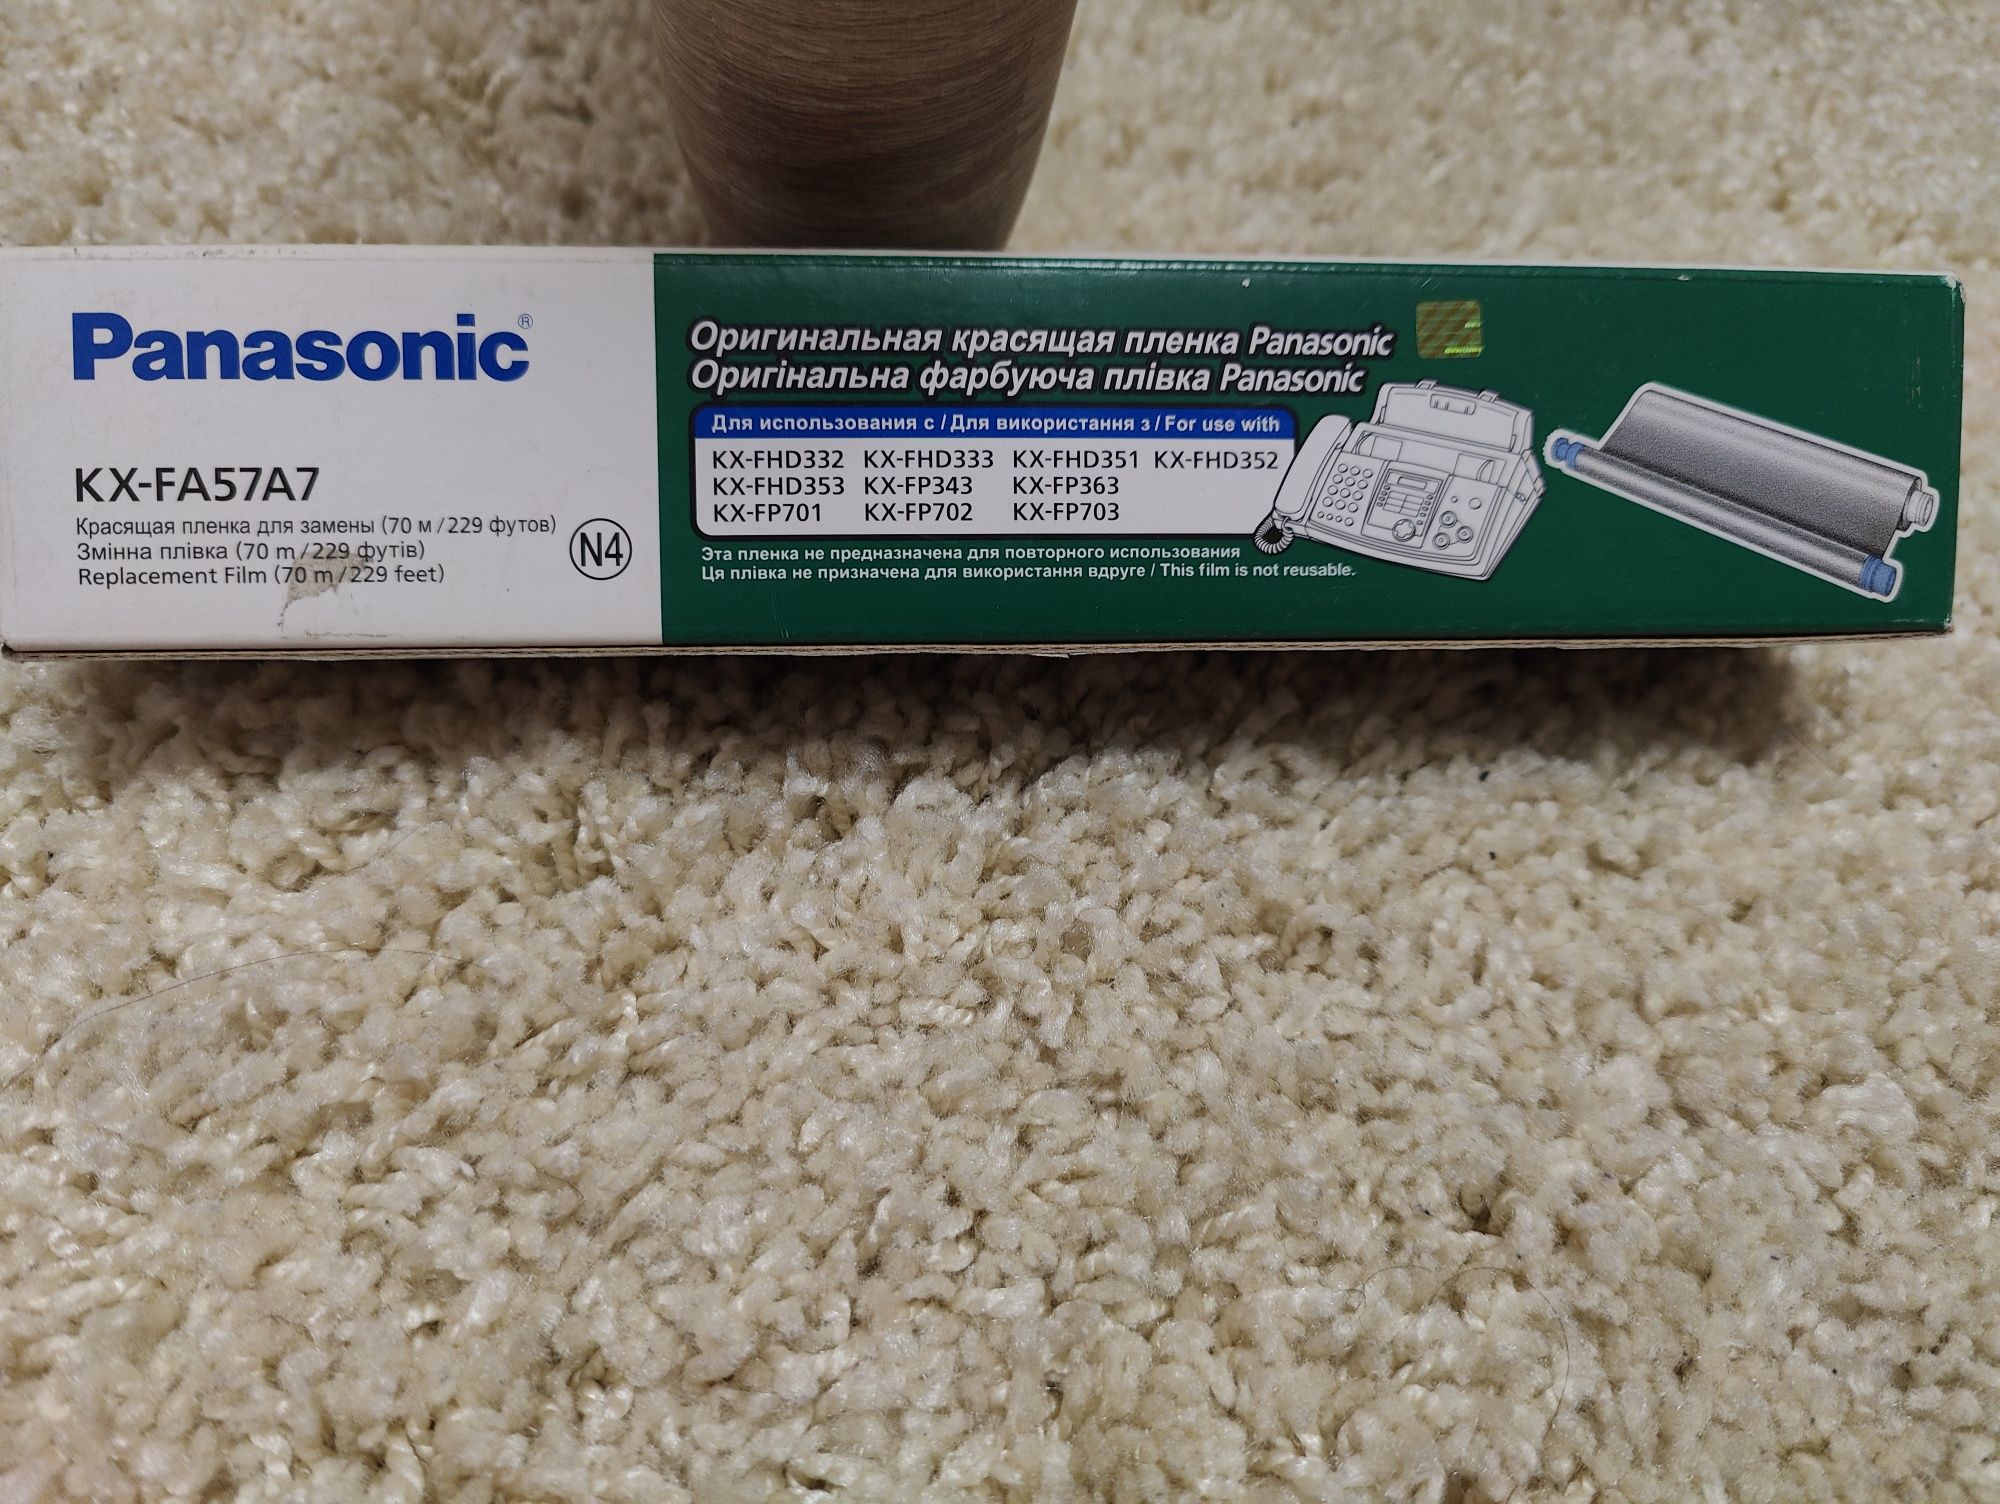 Panasonic®
KX-FA57A7
Красящая пленка для замены (70 м / 229 футов)
Змінна плівка (70 m / 229 футів)
Replacement Film (70 m / 229 feet)
N4
Оригинальная красящая пленка Panasonic
Оригінальна фарбуюча плівка Panasonic
Для использования с / Для використання з / For use with
KX-FHD332 KX-FHD333 KX-FHD351 KX-FHD352
KX-FHD353 KX-FP343 KX-FP363
KX-FP701 KX-FP702 KX-FP703
Эта пленка не предназначена для повторного использования
Ця плівка не призначена для використання вдруге / This film is not reusable.
GENUINE